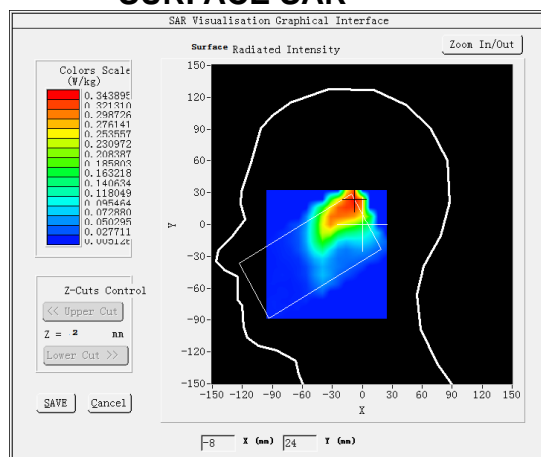 SURFACE SAR
SAR Visualisation Graphical Interface
Surface Radiated Intensity
Zoom In/Out
Colors Scale
(W/kg)
0.343895
0.321310
0.298726
0.276141
0.253557
0.230972
0.208387
0.185803
0.163218
0.140634
0.118049
0.095464
0.072880
0.050295
0.027711
0.005126
Z-Cuts Control
<< Upper Cut
Z = 2 mm
Lower Cut >>
SAVE
Cancel
150
120
90
60
30
0
-30
-60
-90
-120
-150
Y
-150 -120 -90 -60 -30 0 30 60 90 120 150
X
-8 X (mm) 24 Y (mm)